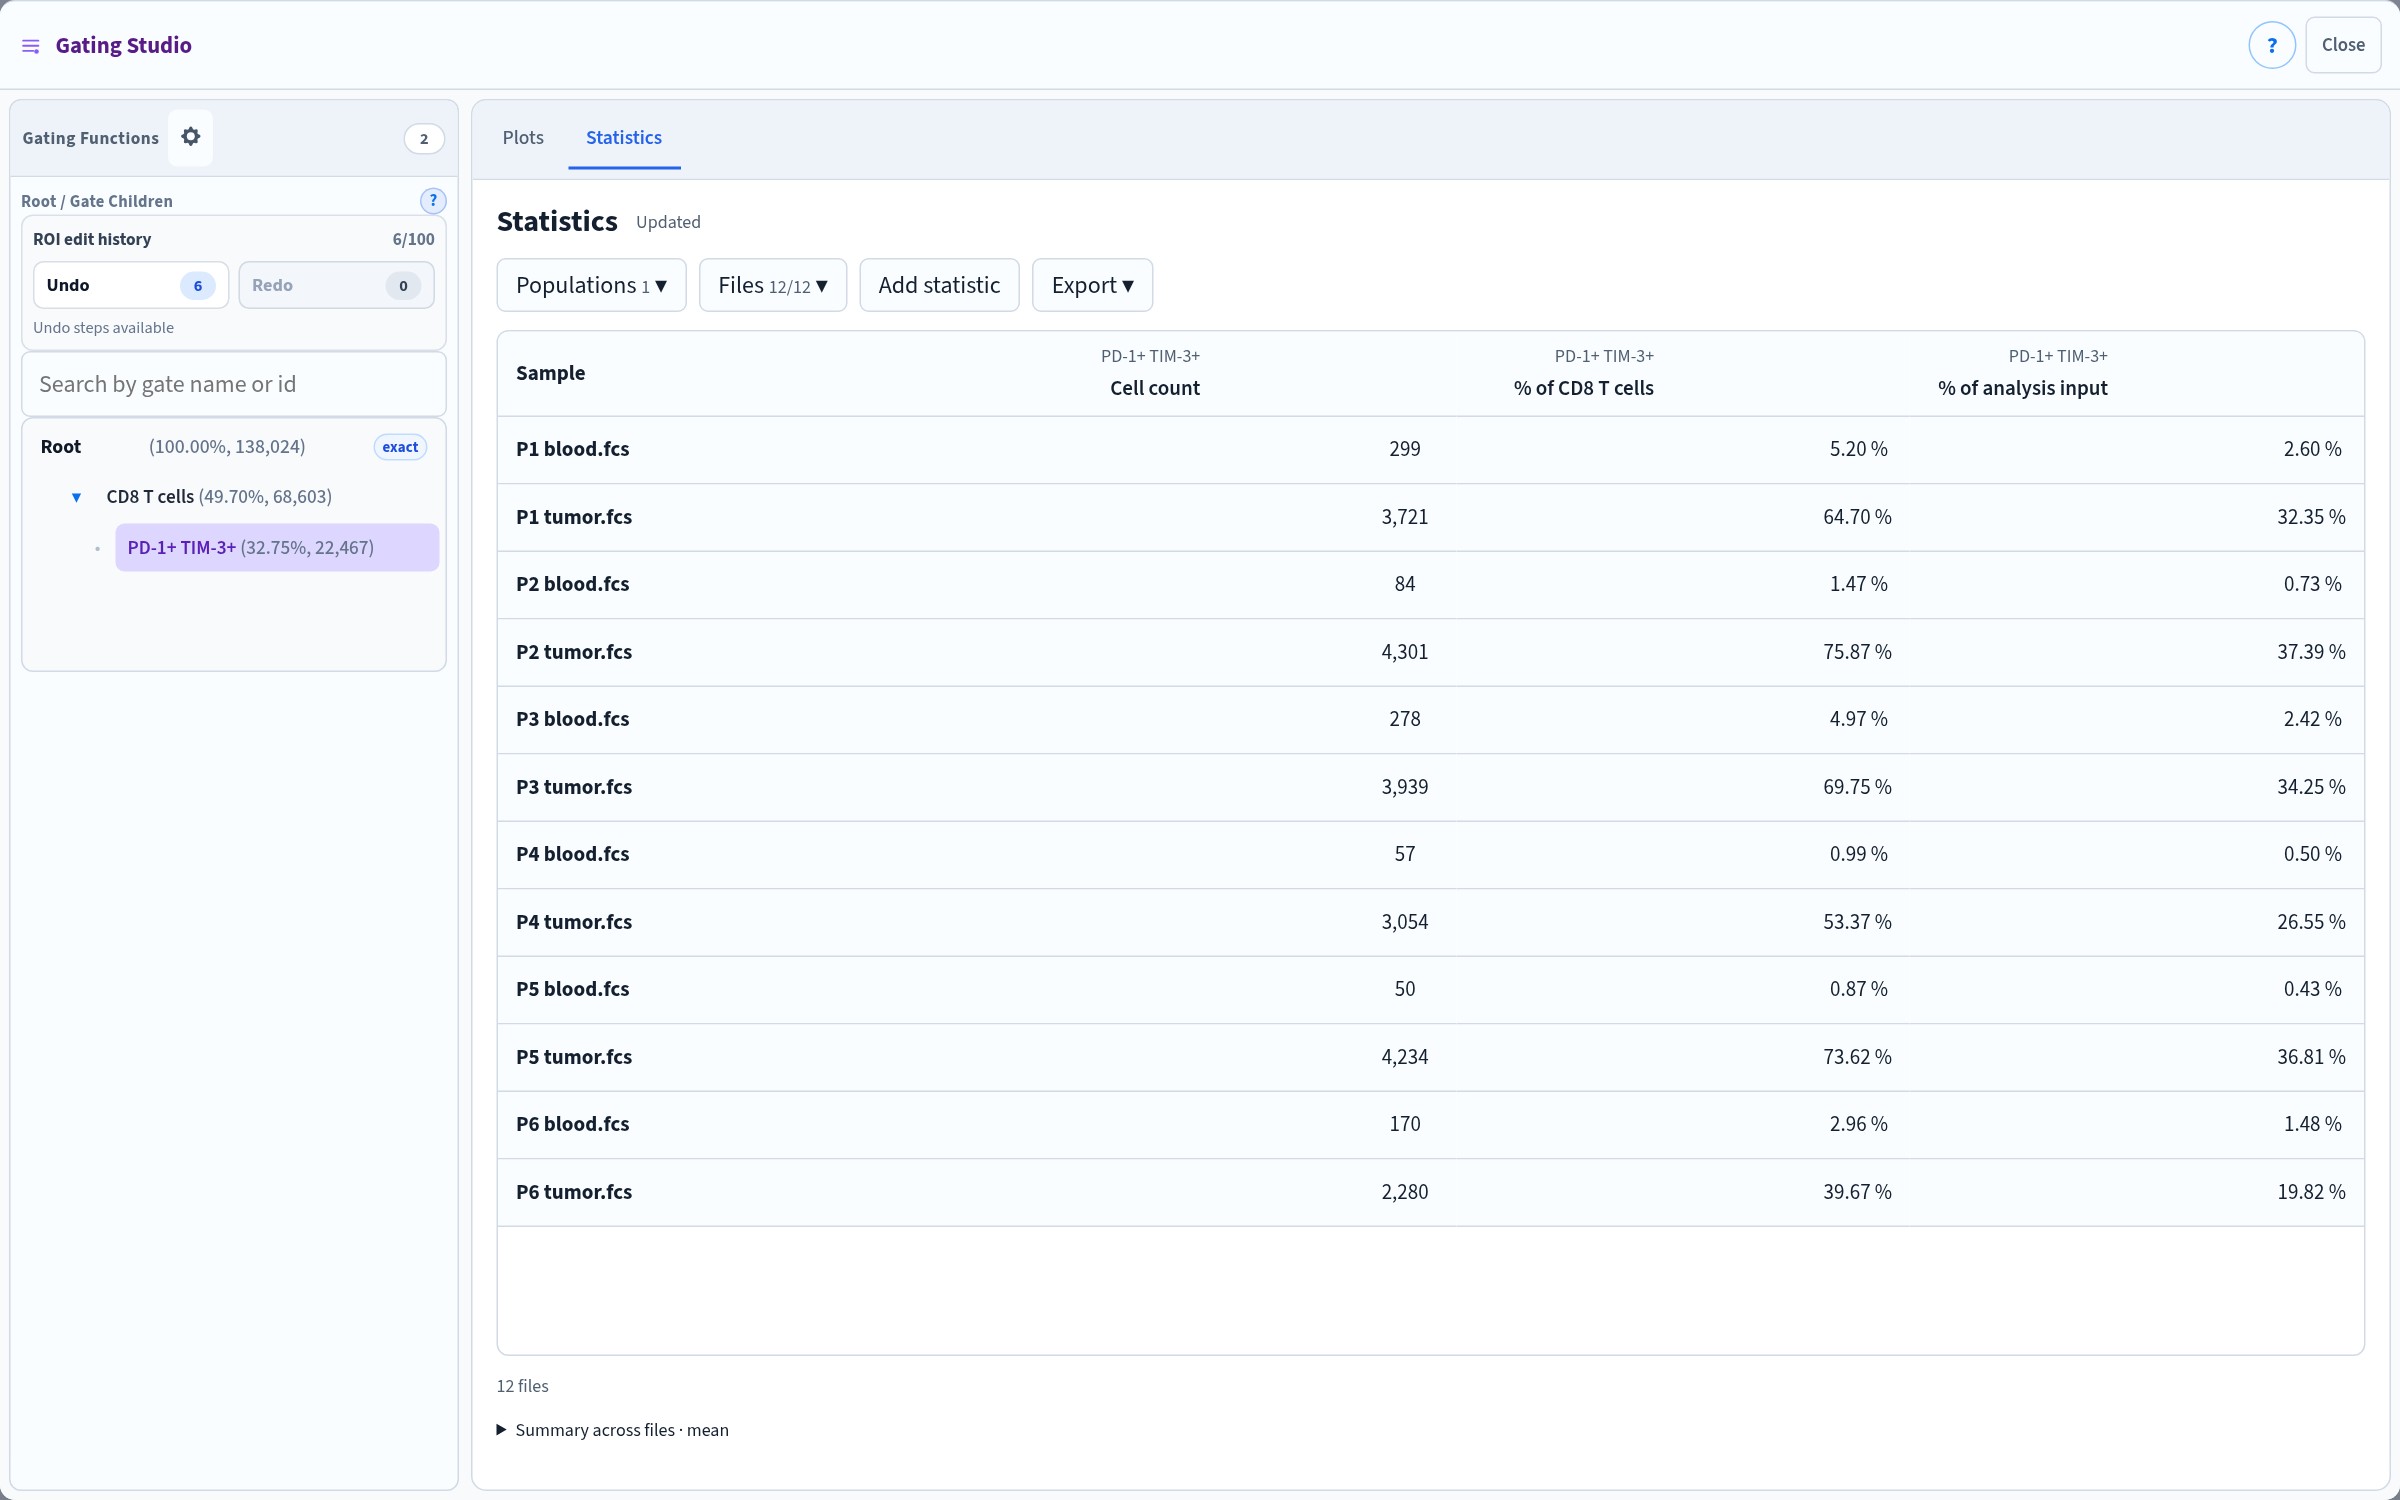 Gating Studio
?
Close
Gating Functions
2
Root / Gate Children
?
ROI edit history 6/100
Undo 6 Redo 0
Undo steps available
Search by gate name or id
Root (100.00%, 138,024) exact
▼ CD8 T cells (49.70%, 68,603)
• PD-1+ TIM-3+ (32.75%, 22,467)
Plots Statistics
Statistics Updated
Populations 1 ▼ Files 12/12 ▼ Add statistic Export ▼
PD-1+ TIM-3+ PD-1+ TIM-3+ PD-1+ TIM-3+
Sample Cell count % of CD8 T cells % of analysis input
P1 blood.fcs 299 5.20 % 2.60 %
P1 tumor.fcs 3,721 64.70 % 32.35 %
P2 blood.fcs 84 1.47 % 0.73 %
P2 tumor.fcs 4,301 75.87 % 37.39 %
P3 blood.fcs 278 4.97 % 2.42 %
P3 tumor.fcs 3,939 69.75 % 34.25 %
P4 blood.fcs 57 0.99 % 0.50 %
P4 tumor.fcs 3,054 53.37 % 26.55 %
P5 blood.fcs 50 0.87 % 0.43 %
P5 tumor.fcs 4,234 73.62 % 36.81 %
P6 blood.fcs 170 2.96 % 1.48 %
P6 tumor.fcs 2,280 39.67 % 19.82 %
12 files
▶ Summary across files · mean